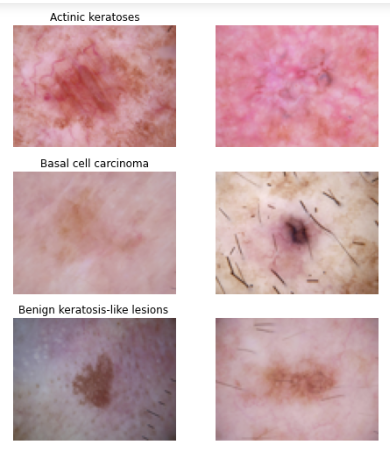 Actinic keratoses
Basal cell carcinoma
Benign keratosis-like lesions